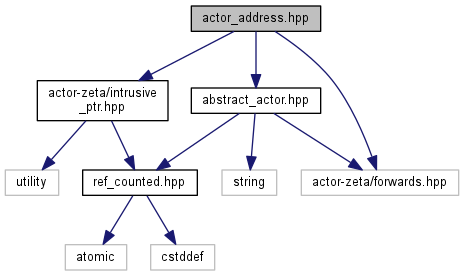 actor_address.hpp
actor-zeta/intrusive
_ptr.hpp
abstract_actor.hpp
utility
ref_counted.hpp
string
actor-zeta/forwards.hpp
atomic
cstddef